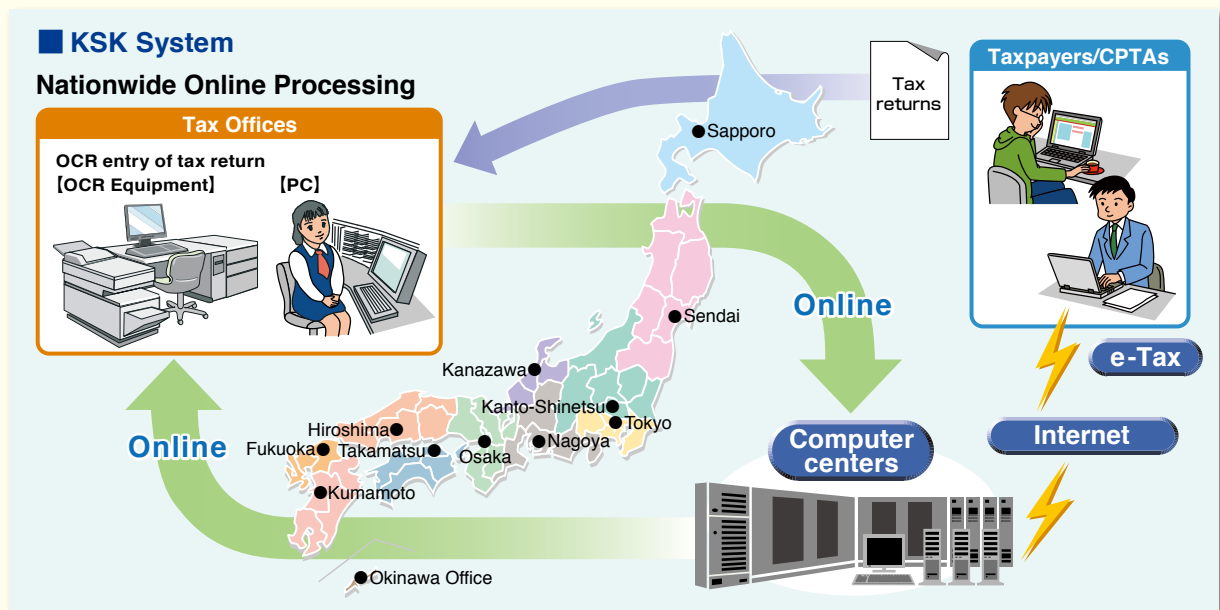 ■ KSK System
Nationwide Online Processing
Tax Offices
OCR entry of tax return
【OCR Equipment】 【PC】
Tax
returns
Taxpayers/CPTAs
Sapporo
Sendai
Online
e-Tax
Kanazawa
Kanto-Shinetsu
Tokyo
Hiroshima
Nagoya
Fukuoka
Takamatsu
Osaka
Online
Computer
centers
Internet
Kumamoto
Okinawa Office